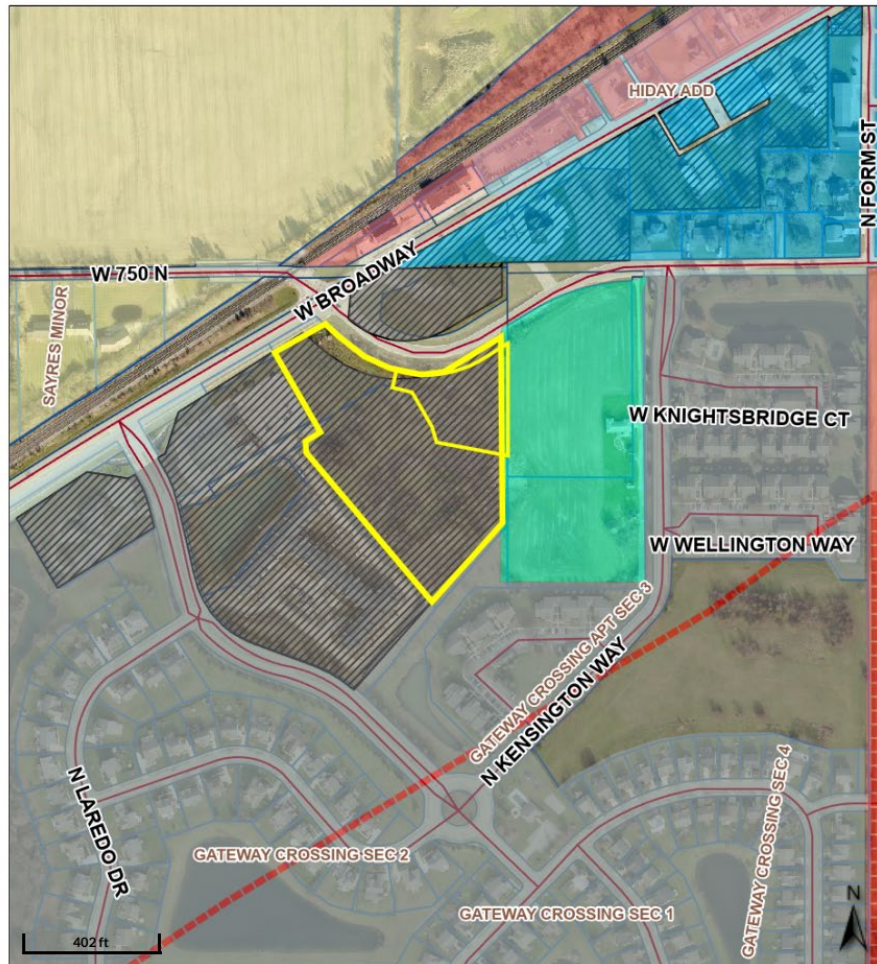 HIDAY ADD
N FORM ST
W 750 N
W BROADWAY
SAYRES MINOR
W KNIGHTSBRIDGE CT
W WELLINGTON WAY
GATEWAY CROSSING APT SEC 3
N KENSINGTON WAY
N LAREDO DR
GATEWAY CROSSING SEC 2
GATEWAY CROSSING SEC 4
GATEWAY CROSSING SEC 1
N
402 ft